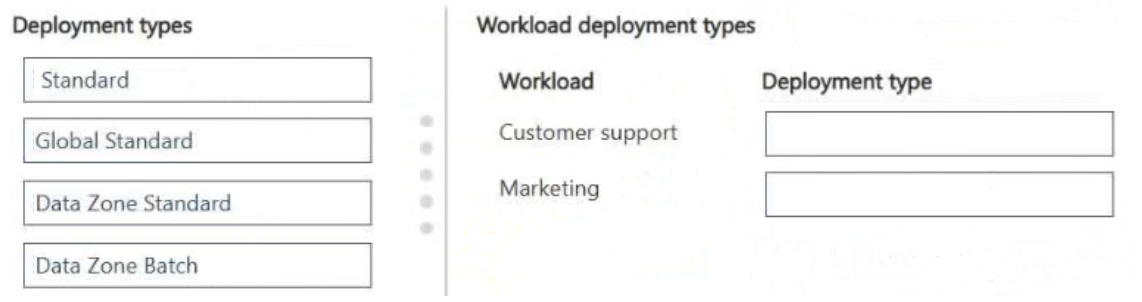 Deployment types
Standard
Global Standard
Data Zone Standard
Data Zone Batch
Workload deployment types
Workload Deployment type
Customer support
Marketing